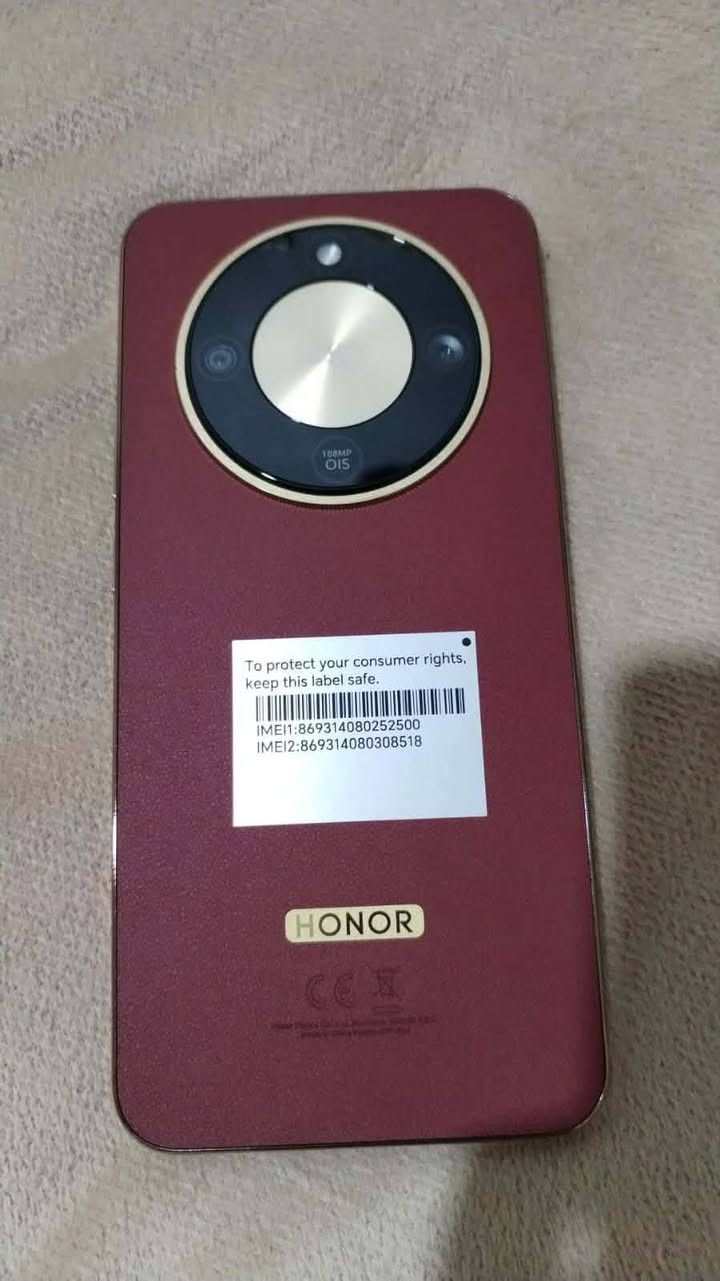 108MP
OIS
To protect your consumer rights,
keep this label safe.
IMEI1:869314080252500
IMEI2:869314080308518
HONOR
CE